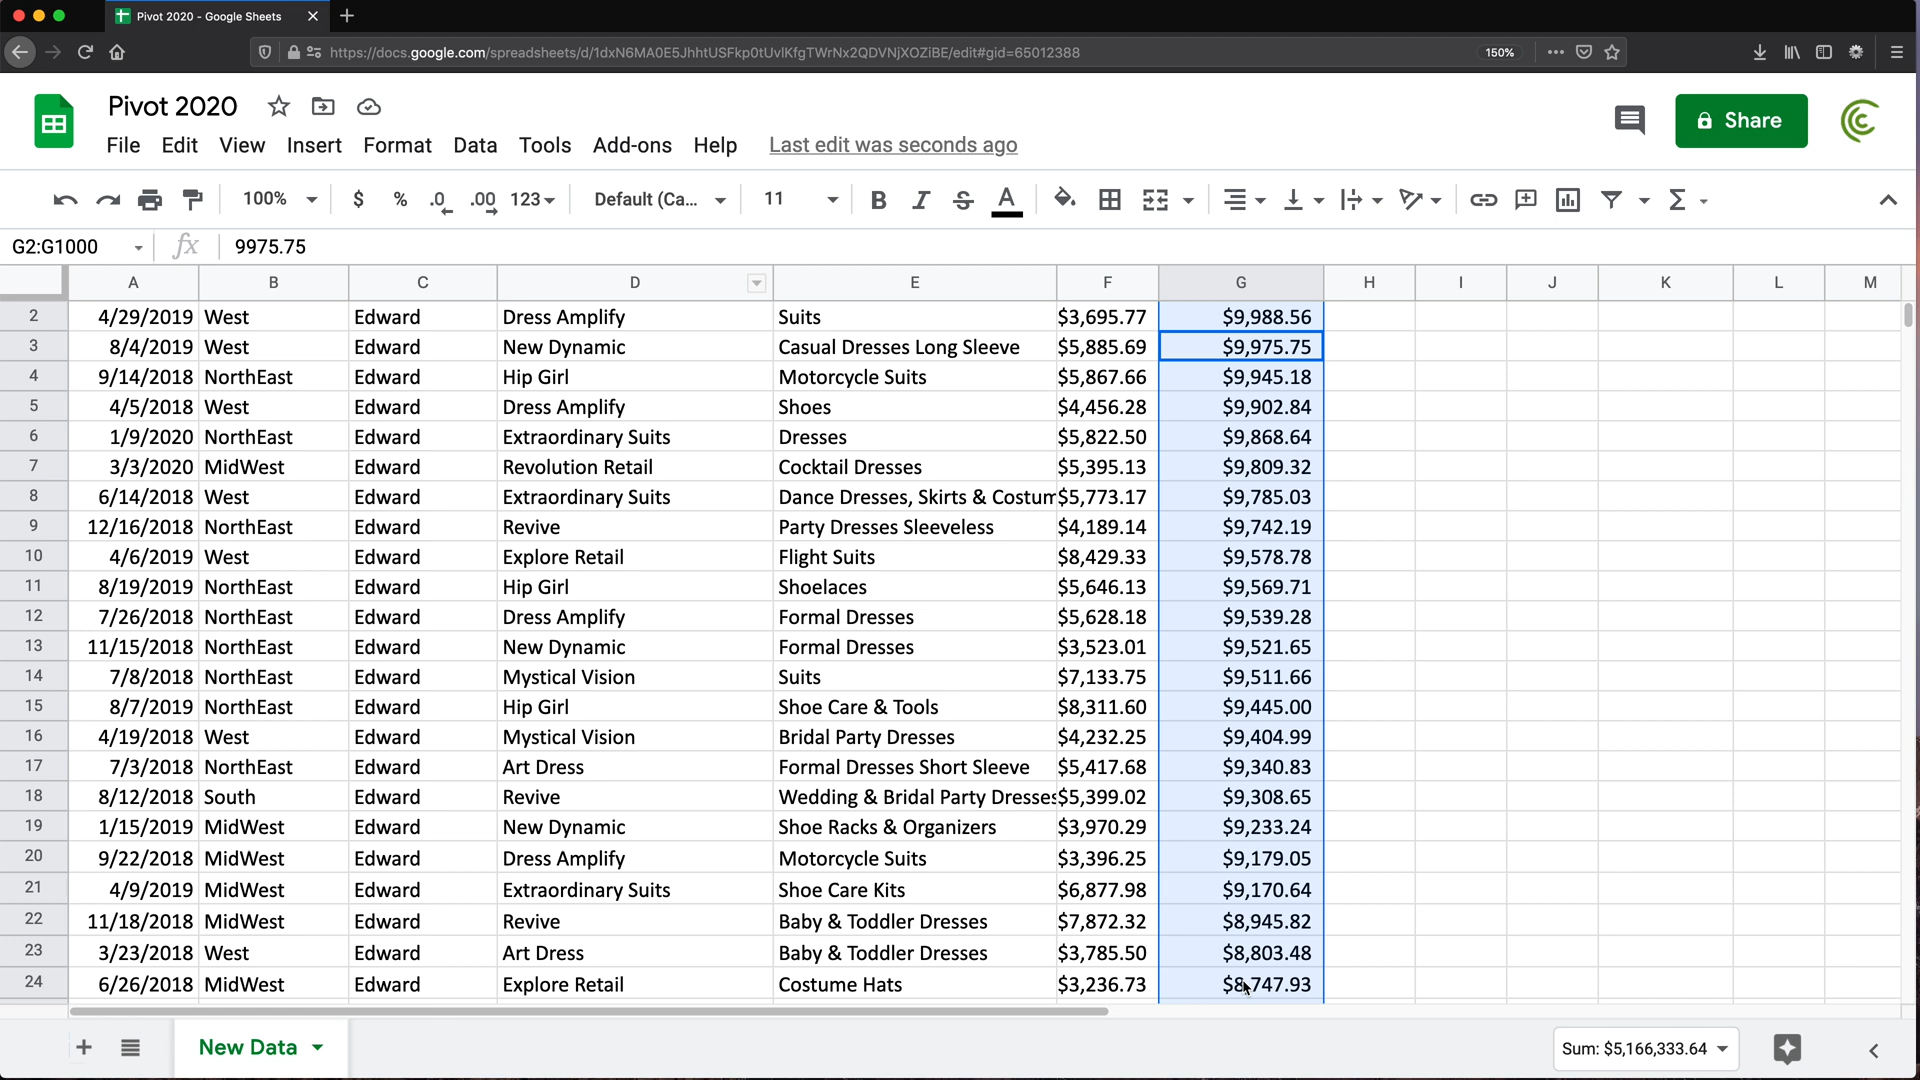 Pivot 2020 - Google Sheets
https://docs.google.com/spreadsheets/d/1dxN6MA0E5JhhtUSFkp0tUvlKfgTWrNx2QDVNjXOZiBE/edit#gid=65012388 150%
Pivot 2020
Share
File Edit View Insert Format Data Tools Add-ons Help Last edit was seconds ago
100% $ % .0 .00 123 Default (Ca... 11 B I S A Σ
G2:G1000 fx 9975.75
A B C D E F G H I J K L M
2 4/29/2019 West Edward Dress Amplify Suits $3,695.77 $9,988.56
3 8/4/2019 West Edward New Dynamic Casual Dresses Long Sleeve $5,885.69 $9,975.75
4 9/14/2018 NorthEast Edward Hip Girl Motorcycle Suits $5,867.66 $9,945.18
5 4/5/2018 West Edward Dress Amplify Shoes $4,456.28 $9,902.84
6 1/9/2020 NorthEast Edward Extraordinary Suits Dresses $5,822.50 $9,868.64
7 3/3/2020 MidWest Edward Revolution Retail Cocktail Dresses $5,395.13 $9,809.32
8 6/14/2018 West Edward Extraordinary Suits Dance Dresses, Skirts & Costum $5,773.17 $9,785.03
9 12/16/2018 NorthEast Edward Revive Party Dresses Sleeveless $4,189.14 $9,742.19
10 4/6/2019 West Edward Explore Retail Flight Suits $8,429.33 $9,578.78
11 8/19/2019 NorthEast Edward Hip Girl Shoelaces $5,646.13 $9,569.71
12 7/26/2018 NorthEast Edward Dress Amplify Formal Dresses $5,628.18 $9,539.28
13 11/15/2018 NorthEast Edward New Dynamic Formal Dresses $3,523.01 $9,521.65
14 7/8/2018 NorthEast Edward Mystical Vision Suits $7,133.75 $9,511.66
15 8/7/2019 NorthEast Edward Hip Girl Shoe Care & Tools $8,311.60 $9,445.00
16 4/19/2018 West Edward Mystical Vision Bridal Party Dresses $4,232.25 $9,404.99
17 7/3/2018 NorthEast Edward Art Dress Formal Dresses Short Sleeve $5,417.68 $9,340.83
18 8/12/2018 South Edward Revive Wedding & Bridal Party Dresses $5,399.02 $9,308.65
19 1/15/2019 MidWest Edward New Dynamic Shoe Racks & Organizers $3,970.29 $9,233.24
20 9/22/2018 MidWest Edward Dress Amplify Motorcycle Suits $3,396.25 $9,179.05
21 4/9/2019 MidWest Edward Extraordinary Suits Shoe Care Kits $6,877.98 $9,170.64
22 11/18/2018 MidWest Edward Revive Baby & Toddler Dresses $7,872.32 $8,945.82
23 3/23/2018 West Edward Art Dress Baby & Toddler Dresses $3,785.50 $8,803.48
24 6/26/2018 MidWest Edward Explore Retail Costume Hats $3,236.73 $8,747.93
New Data Sum: $5,166,333.64